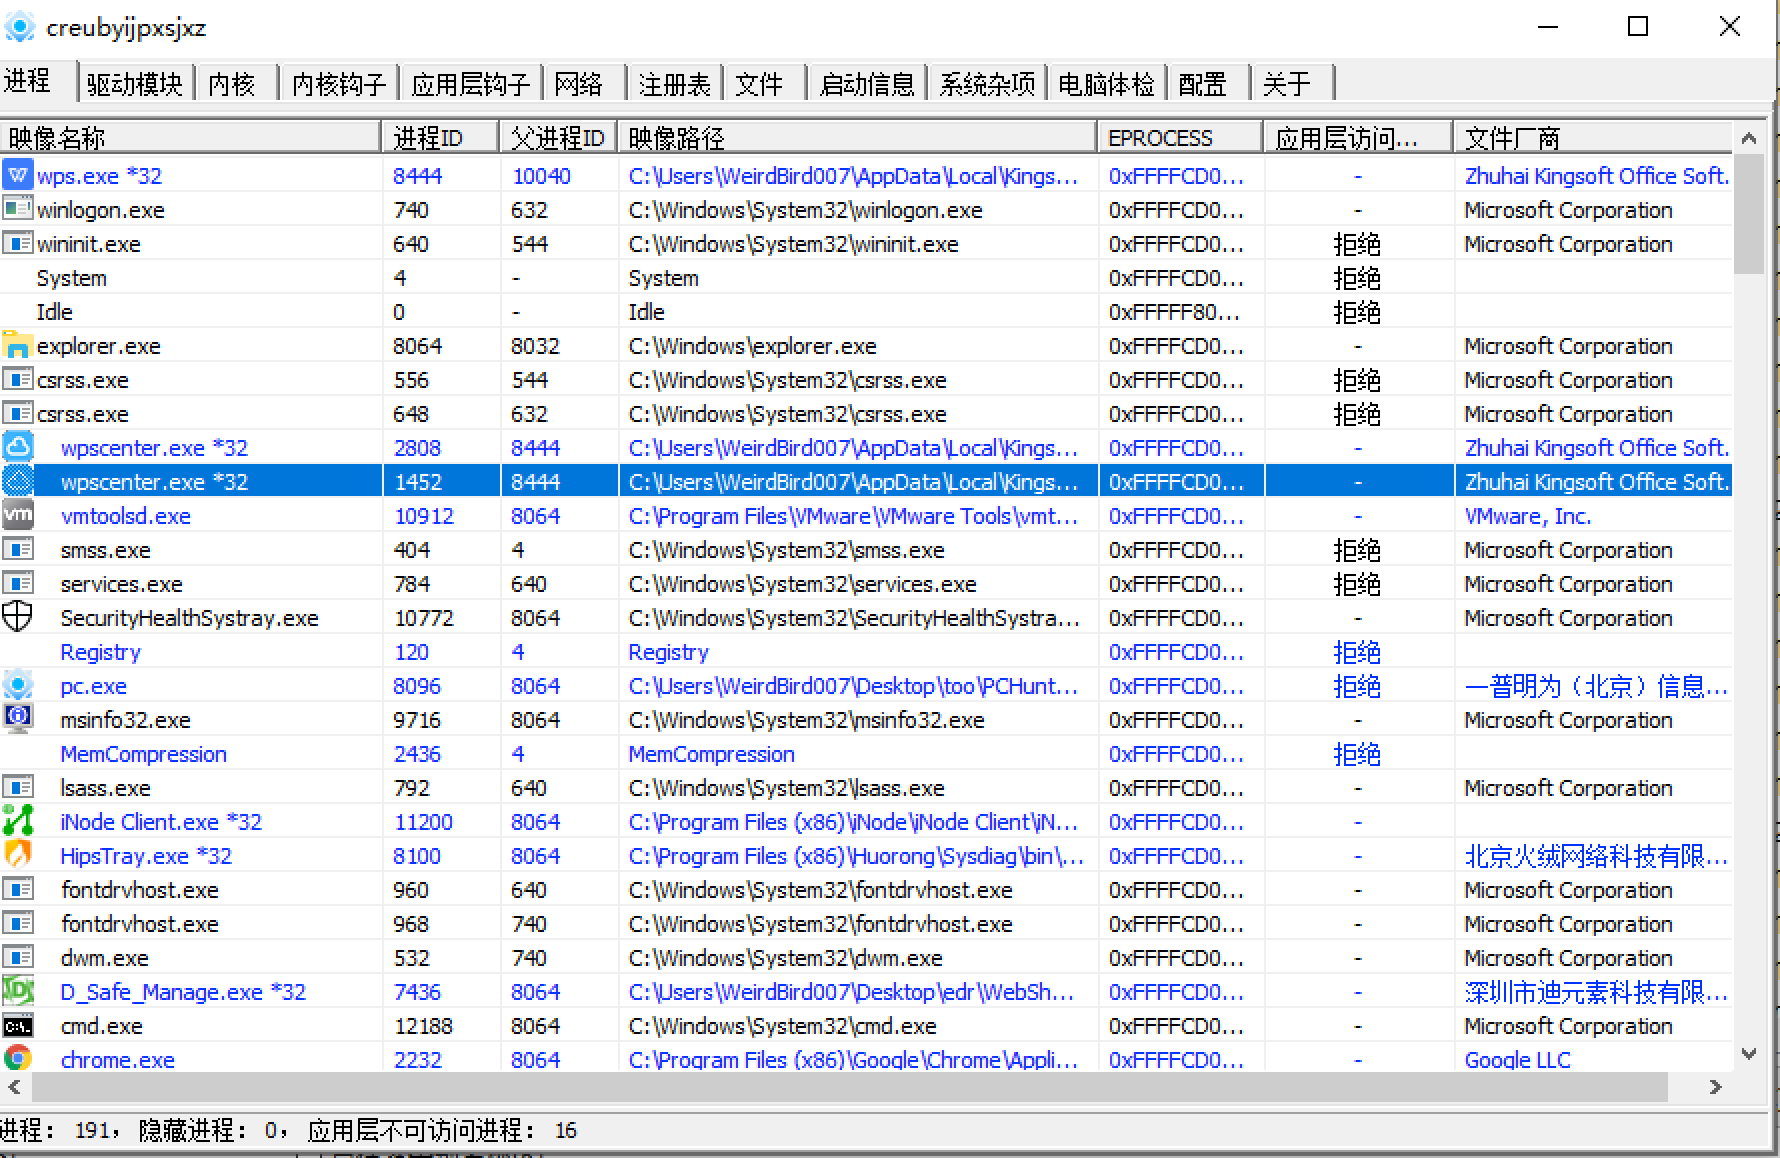 creubyijpxsjxz
进程 驱动模块 内核 内核钩子 应用层钩子 网络 注册表 文件 启动信息 系统杂项 电脑体检 配置 关于
映像名称 进程ID 父进程ID 映像路径 EPROCESS 应用层访问... 文件厂商
wps.exe *32 8444 10040 C:\Users\WeirdBird007\AppData\Local\Kings... 0xFFFFCD0... - Zhuhai Kingsoft Office Soft.
winlogon.exe 740 632 C:\Windows\System32\winlogon.exe 0xFFFFCD0... - Microsoft Corporation
wininit.exe 640 544 C:\Windows\System32\wininit.exe 0xFFFFCD0... 拒绝 Microsoft Corporation
System 4 - System 0xFFFFCD0... 拒绝
Idle 0 - Idle 0xFFFFF80... 拒绝
explorer.exe 8064 8032 C:\Windows\explorer.exe 0xFFFFCD0... - Microsoft Corporation
csrss.exe 556 544 C:\Windows\System32\csrss.exe 0xFFFFCD0... 拒绝 Microsoft Corporation
csrss.exe 648 632 C:\Windows\System32\csrss.exe 0xFFFFCD0... 拒绝 Microsoft Corporation
wpscenter.exe *32 2808 8444 C:\Users\WeirdBird007\AppData\Local\Kings... 0xFFFFCD0... - Zhuhai Kingsoft Office Soft.
wpscenter.exe *32 1452 8444 C:\Users\WeirdBird007\AppData\Local\Kings... 0xFFFFCD0... - Zhuhai Kingsoft Office Soft.
vm vmtoolsd.exe 10912 8064 C:\Program Files\VMware\VMware Tools\vmt... 0xFFFFCD0... - VMware, Inc.
smss.exe 404 4 C:\Windows\System32\smss.exe 0xFFFFCD0... 拒绝 Microsoft Corporation
services.exe 784 640 C:\Windows\System32\services.exe 0xFFFFCD0... 拒绝 Microsoft Corporation
SecurityHealthSystray.exe 10772 8064 C:\Windows\System32\SecurityHealthSystra... 0xFFFFCD0... - Microsoft Corporation
Registry 120 4 Registry 0xFFFFCD0... 拒绝
pc.exe 8096 8064 C:\Users\WeirdBird007\Desktop\too\PCHunt... 0xFFFFCD0... 拒绝 一普明为（北京）信息...
msinfo32.exe 9716 8064 C:\Windows\System32\msinfo32.exe 0xFFFFCD0... - Microsoft Corporation
MemCompression 2436 4 MemCompression 0xFFFFCD0... 拒绝
lsass.exe 792 640 C:\Windows\System32\lsass.exe 0xFFFFCD0... - Microsoft Corporation
iNode Client.exe *32 11200 8064 C:\Program Files (x86)\iNode\iNode Client\iN... 0xFFFFCD0... -
HipsTray.exe *32 8100 8064 C:\Program Files (x86)\Huorong\Sysdiag\bin\... 0xFFFFCD0... - 北京火绒网络科技有限...
fontdrvhost.exe 960 640 C:\Windows\System32\fontdrvhost.exe 0xFFFFCD0... - Microsoft Corporation
fontdrvhost.exe 968 740 C:\Windows\System32\fontdrvhost.exe 0xFFFFCD0... - Microsoft Corporation
dwm.exe 532 740 C:\Windows\System32\dwm.exe 0xFFFFCD0... - Microsoft Corporation
D_Safe_Manage.exe *32 7436 8064 C:\Users\WeirdBird007\Desktop\edr\WebSh... 0xFFFFCD0... - 深圳市迪元素科技有限...
cmd.exe 12188 8064 C:\Windows\System32\cmd.exe 0xFFFFCD0... - Microsoft Corporation
chrome.exe 2232 8064 C:\Program Files (x86)\Google\Chrome\Appli... 0xFFFFCD0... - Google LLC
进程： 191， 隐藏进程： 0， 应用层不可访问进程： 16